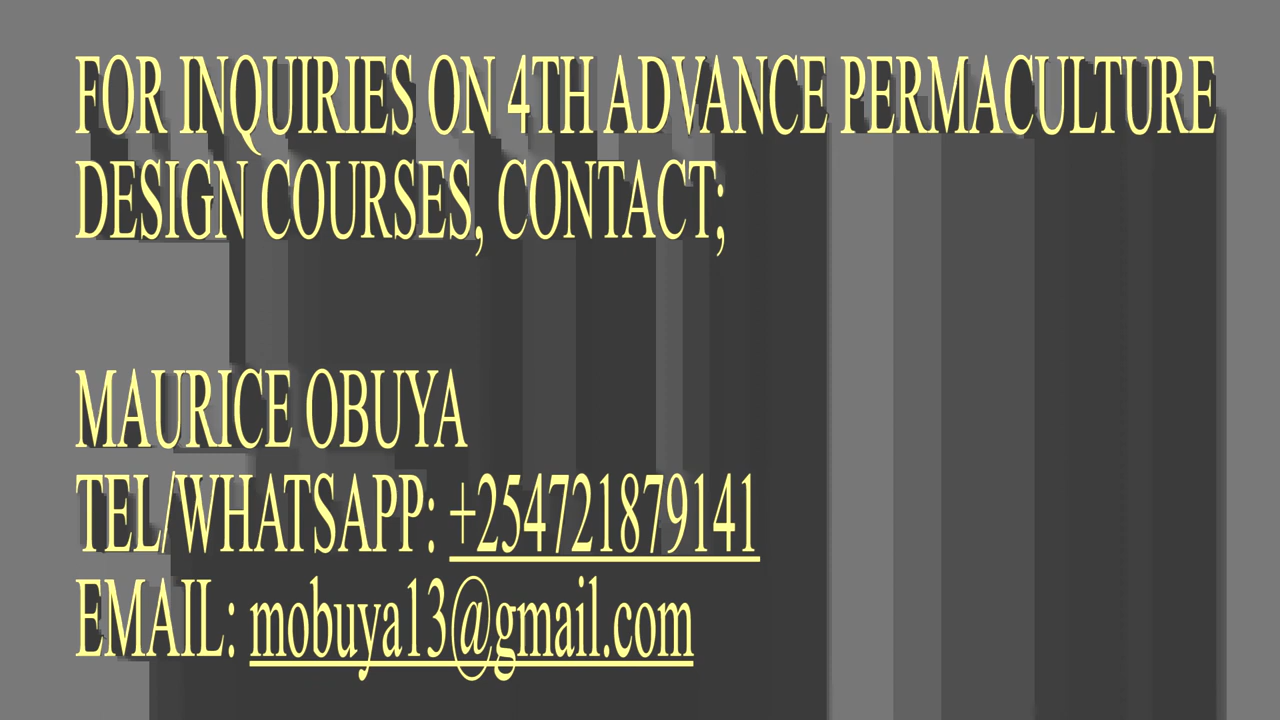 FOR INQUIRIES ON 4TH ADVANCE PERMACULTURE
DESIGN COURSES, CONTACT;
MAURICE OBUYA
TEL/WHATSAPP: +254721879141
EMAIL: mobuya13@gmail.com